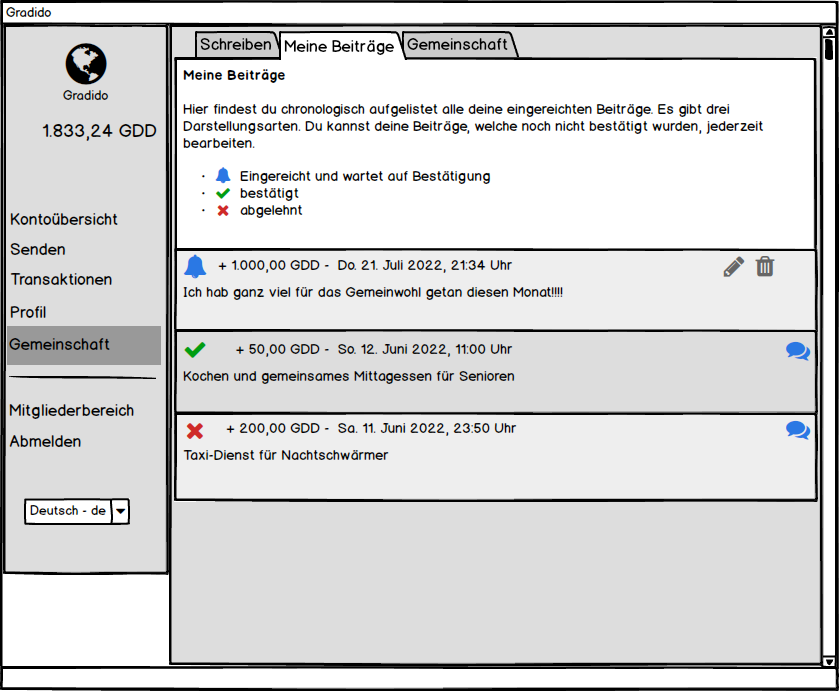 Gradido
Gradido
1.833,24 GDD
Kontoübersicht
Senden
Transaktionen
Profil
Gemeinschaft
Mitgliederbereich
Abmelden
Deutsch - de
Schreiben
Meine Beiträge
Gemeinschaft
Meine Beiträge
Hier findest du chronologisch aufgelistet alle deine eingereichten Beiträge. Es gibt drei
Darstellungsarten. Du kannst deine Beiträge, welche noch nicht bestätigt wurden, jederzeit
bearbeiten.
· Eingereicht und wartet auf Bestätigung
· bestätigt
· abgelehnt
+ 1.000,00 GDD - Do. 21. Juli 2022, 21:34 Uhr
Ich hab ganz viel für das Gemeinwohl getan diesen Monat!!!!
+ 50,00 GDD - So. 12. Juni 2022, 11:00 Uhr
Kochen und gemeinsames Mittagessen für Senioren
+ 200,00 GDD - Sa. 11. Juni 2022, 23:50 Uhr
Taxi-Dienst für Nachtschwärmer